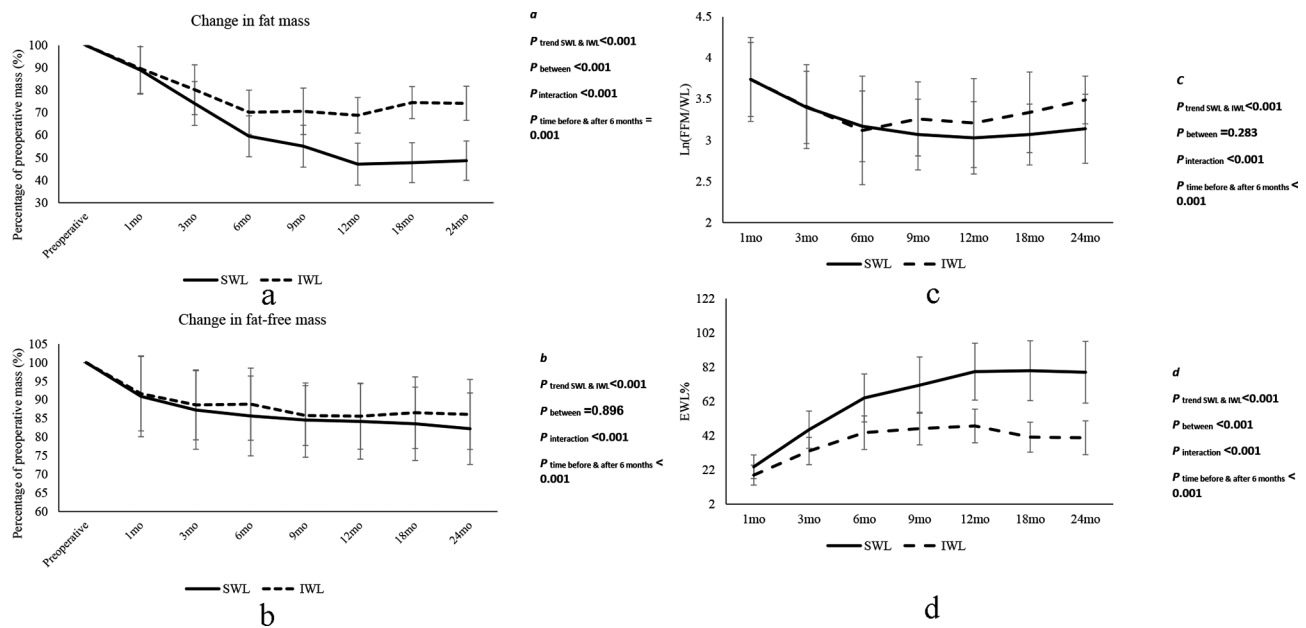 Change in fat mass
Percentage of preoperative mass (%)
100
90
80
70
60
50
40
30
Preoperative
1mo
3mo
6mo
9mo
12mo
18mo
24mo
SWL
IWL
a
a
P trend SWL & IWL<0.001
P between <0.001
P interaction <0.001
P time before & after 6 months =
0.001
Change in fat-free mass
Percentage of preoperative mass (%)
105
100
95
90
85
80
75
70
65
60
Preoperative
1mo
3mo
6mo
9mo
12mo
18mo
24mo
SWL
IWL
b
b
P trend SWL & IWL<0.001
P between =0.896
P interaction <0.001
P time before & after 6 months <
0.001
Ln(FFM/WL)
4.5
4
3.5
3
2.5
2
1mo
3mo
6mo
9mo
12mo
18mo
24mo
SWL
IWL
c
C
P trend SWL & IWL<0.001
P between =0.283
P interaction <0.001
P time before & after 6 months <
0.001
EWL%
122
102
82
62
42
22
2
1mo
3mo
6mo
9mo
12mo
18mo
24mo
SWL
IWL
d
d
P trend SWL & IWL<0.001
P between <0.001
P interaction <0.001
P time before & after 6 months <
0.001